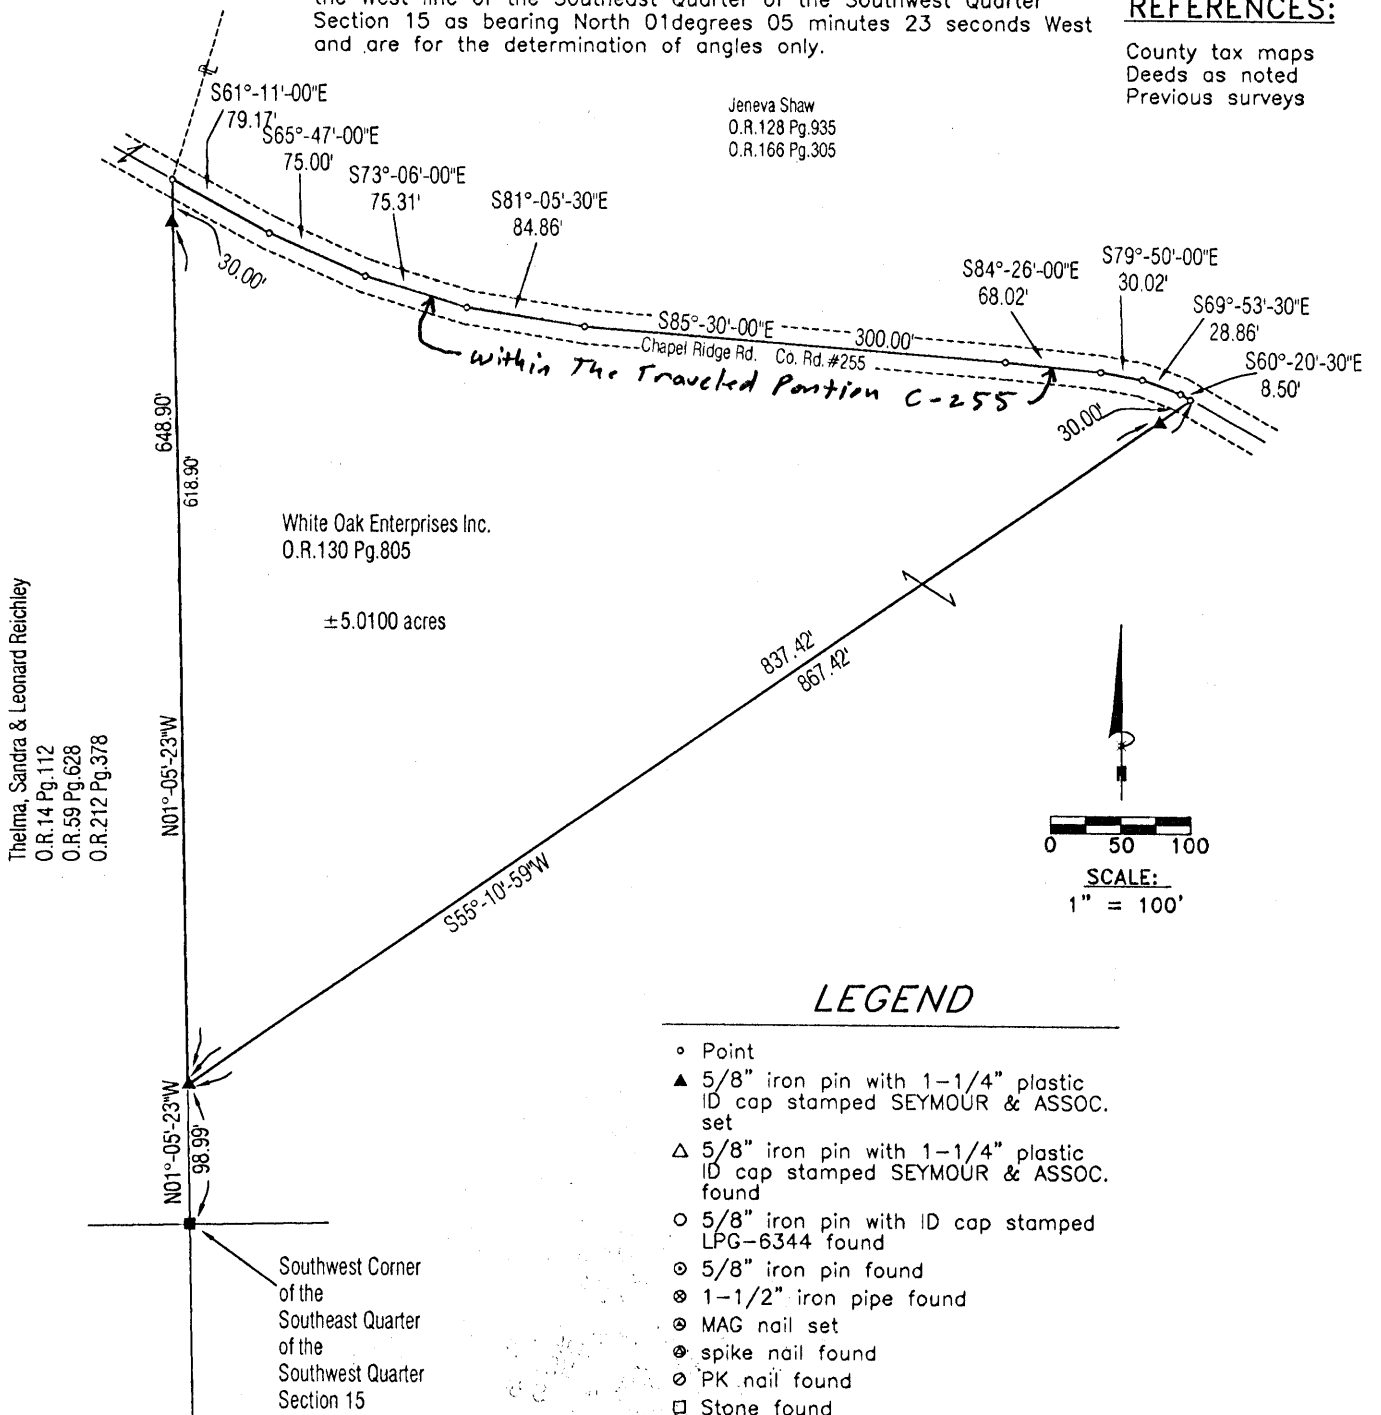 the West line of the Southeast Quarter of the Southwest Quarter
Section 15 as bearing North 01degrees 05 minutes 23 seconds West
and are for the determination of angles only.
REFERENCES:
County tax maps
Deeds as noted
Previous surveys
Jeneva Shaw
O.R.128 Pg.935
O.R.166 Pg.305
S61°-11'-00"E
79.17'
S65°-47'-00"E
75.00'
S73°-06'-00"E
75.31'
S81°-05'-30"E
84.86'
S85°-30'-00"E
300.00'
S84°-26'-00"E
68.02'
S79°-50'-00"E
30.02'
S69°-53'-30"E
28.86'
S60°-20'-30"E
8.50'
30.00'
Chapel Ridge Rd. Co. Rd.#255
within The Traveled Portion C-255
30.00'
648.90'
618.90'
White Oak Enterprises Inc.
O.R.130 Pg.805
±5.0100 acres
Thelma, Sandra & Leonard Reichley
O.R.14 Pg.112
O.R.59 Pg.628
O.R.212 Pg.378
N01°-05'-23"W
837.42'
867.42'
S55°-10'-59"W
0 50 100
SCALE:
1" = 100'
N01°-05'-23"W
98.99'
Southwest Corner
of the
Southeast Quarter
of the
Southwest Quarter
Section 15
LEGEND
Point
5/8" iron pin with 1-1/4" plastic
ID cap stamped SEYMOUR & ASSOC.
set
5/8" iron pin with 1-1/4" plastic
ID cap stamped SEYMOUR & ASSOC.
found
5/8" iron pin with ID cap stamped
LPG-6344 found
5/8" iron pin found
1-1/2" iron pipe found
MAG nail set
spike nail found
PK nail found
Stone found